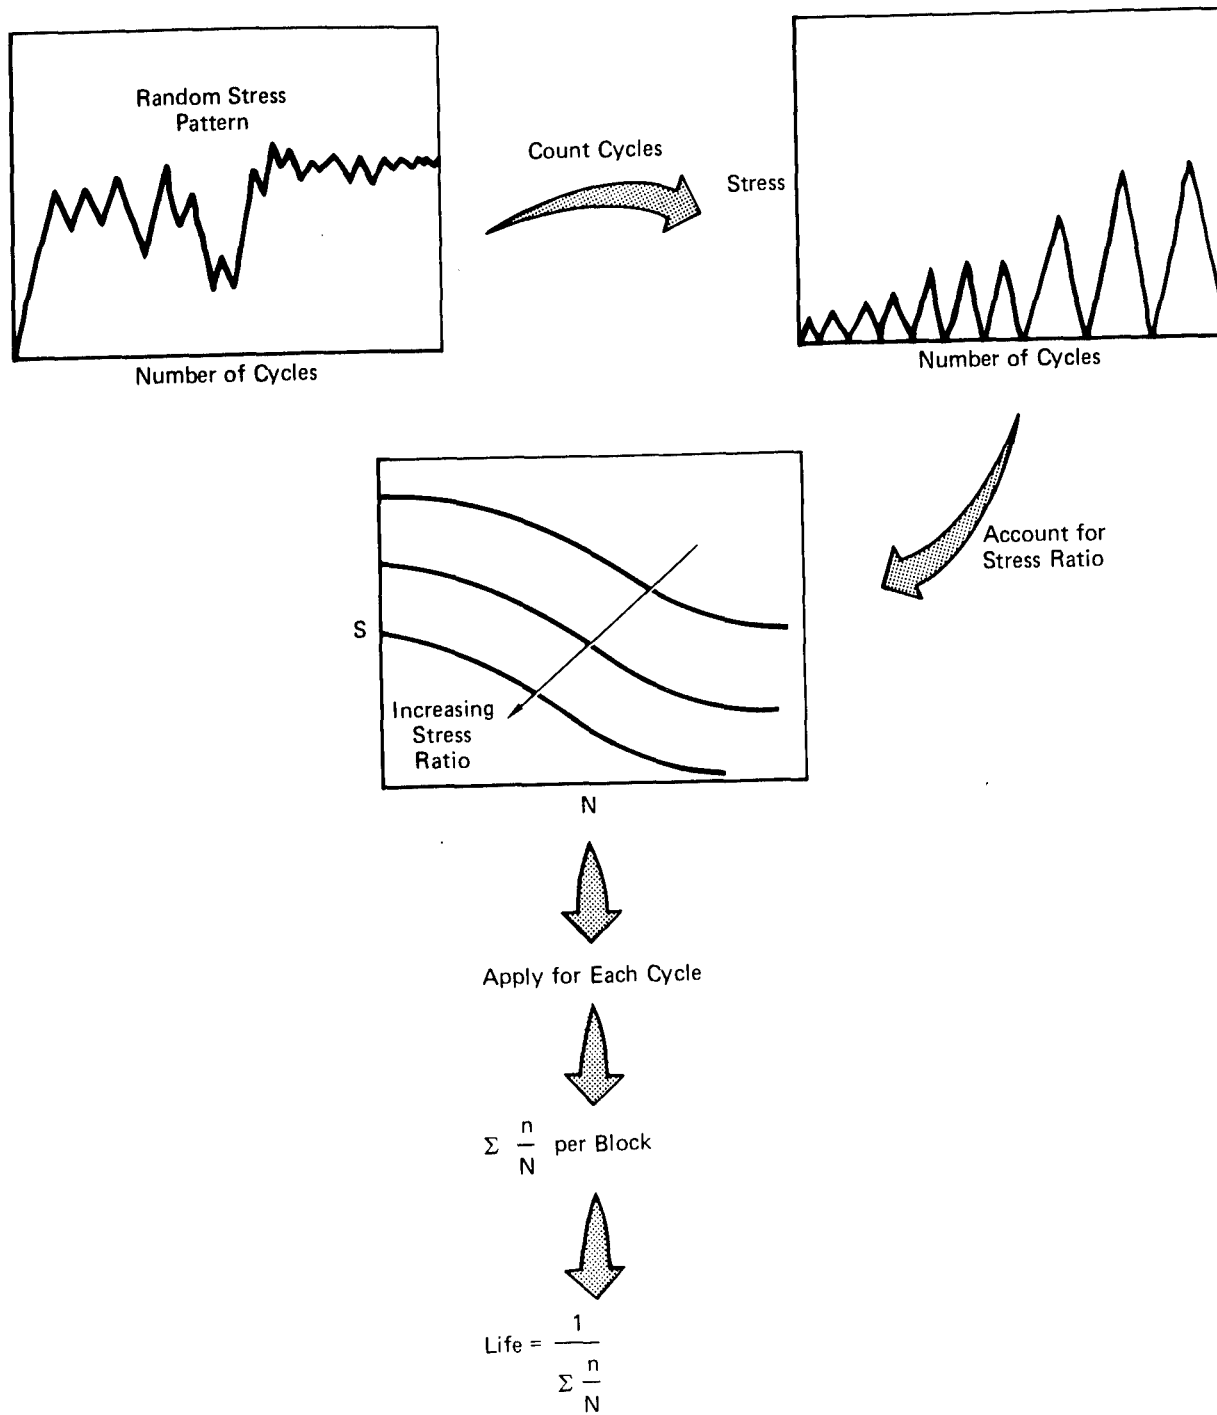 Random Stress
Pattern
Number of Cycles
Count Cycles
Stress
Number of Cycles
Account for
Stress Ratio
S
Increasing
Stress
Ratio
N
Apply for Each Cycle
Σ n/N per Block
Life = 1 / Σ n/N